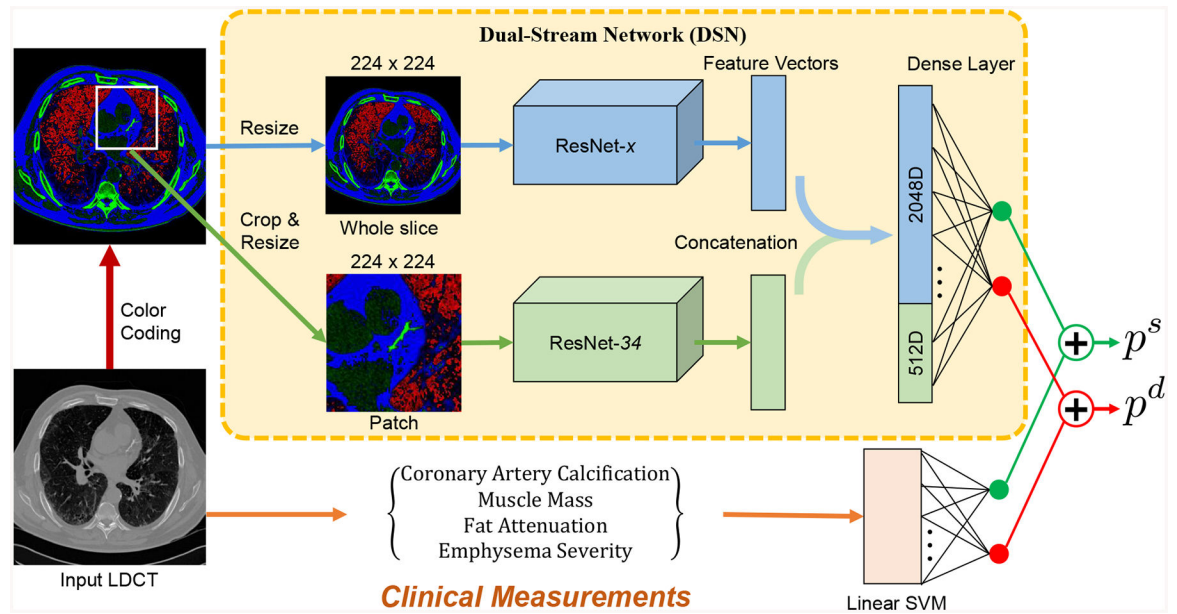 Dual-Stream Network (DSN)
224 x 224
Feature Vectors
Dense Layer
Resize
ResNet-x
2048D
Whole slice
Crop &
Resize
224 x 224
Concatenation
Color
Coding
ResNet-34
512D
Patch
+
+
p^s
p^d
Coronary Artery Calcification
Muscle Mass
Fat Attenuation
Emphysema Severity
Input LDCT
Clinical Measurements
Linear SVM